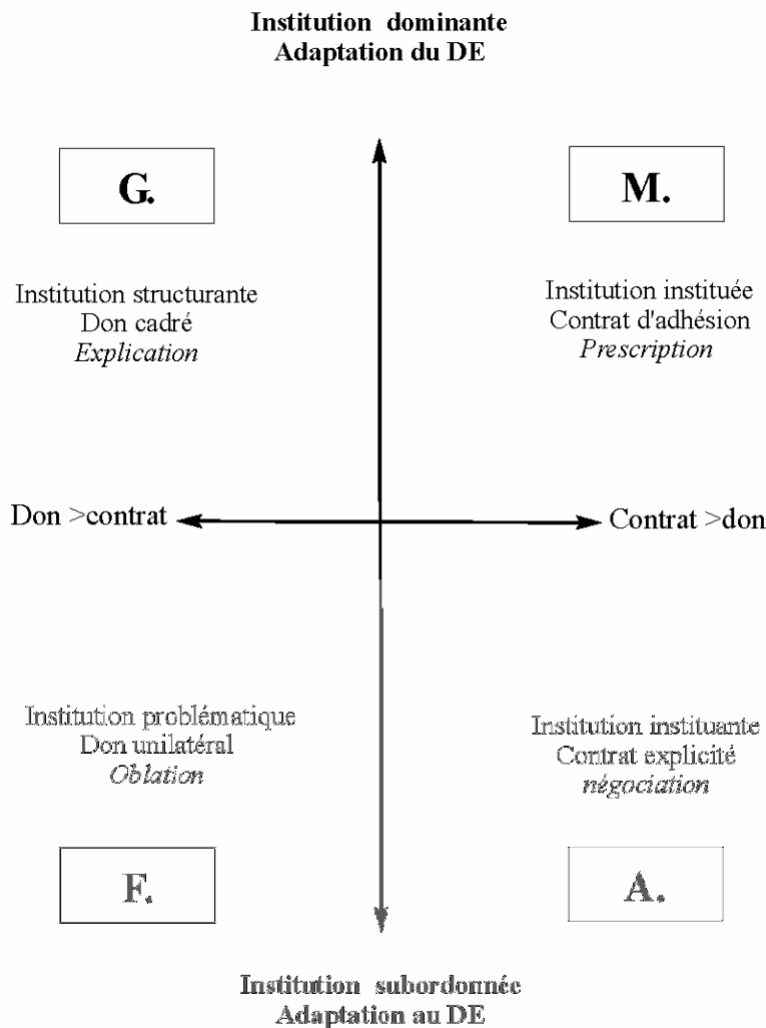 Institution dominante
Adaptation du DE
G.
M.
Institution structurante
Don cadré
Explication
Institution instituée
Contrat d'adhésion
Prescription
Don >contrat
Contrat >don
Institution problématique
Don unilatéral
Oblation
Institution instituante
Contrat explicité
négociation
F.
A.
Institution subordonnée
Adaptation au DE